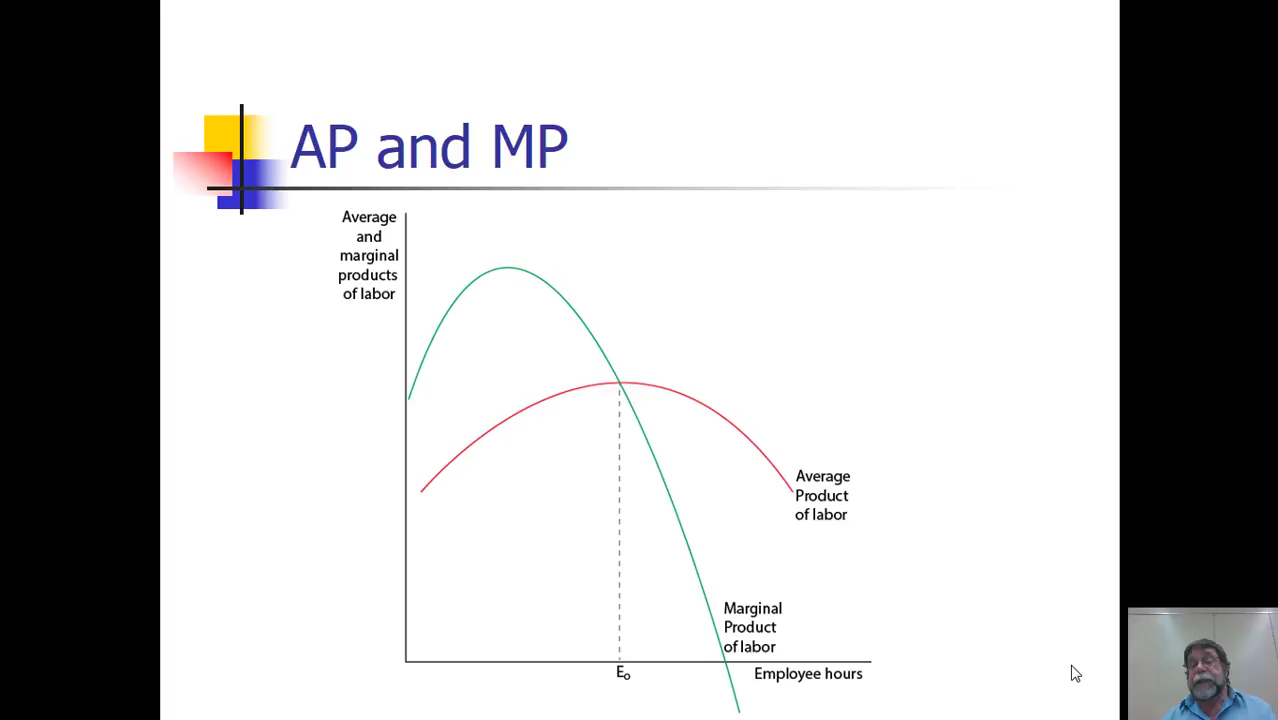 AP and MP
Average
and
marginal
products
of labor
Average
Product
of labor
Marginal
Product
of labor
E₀
Employee hours